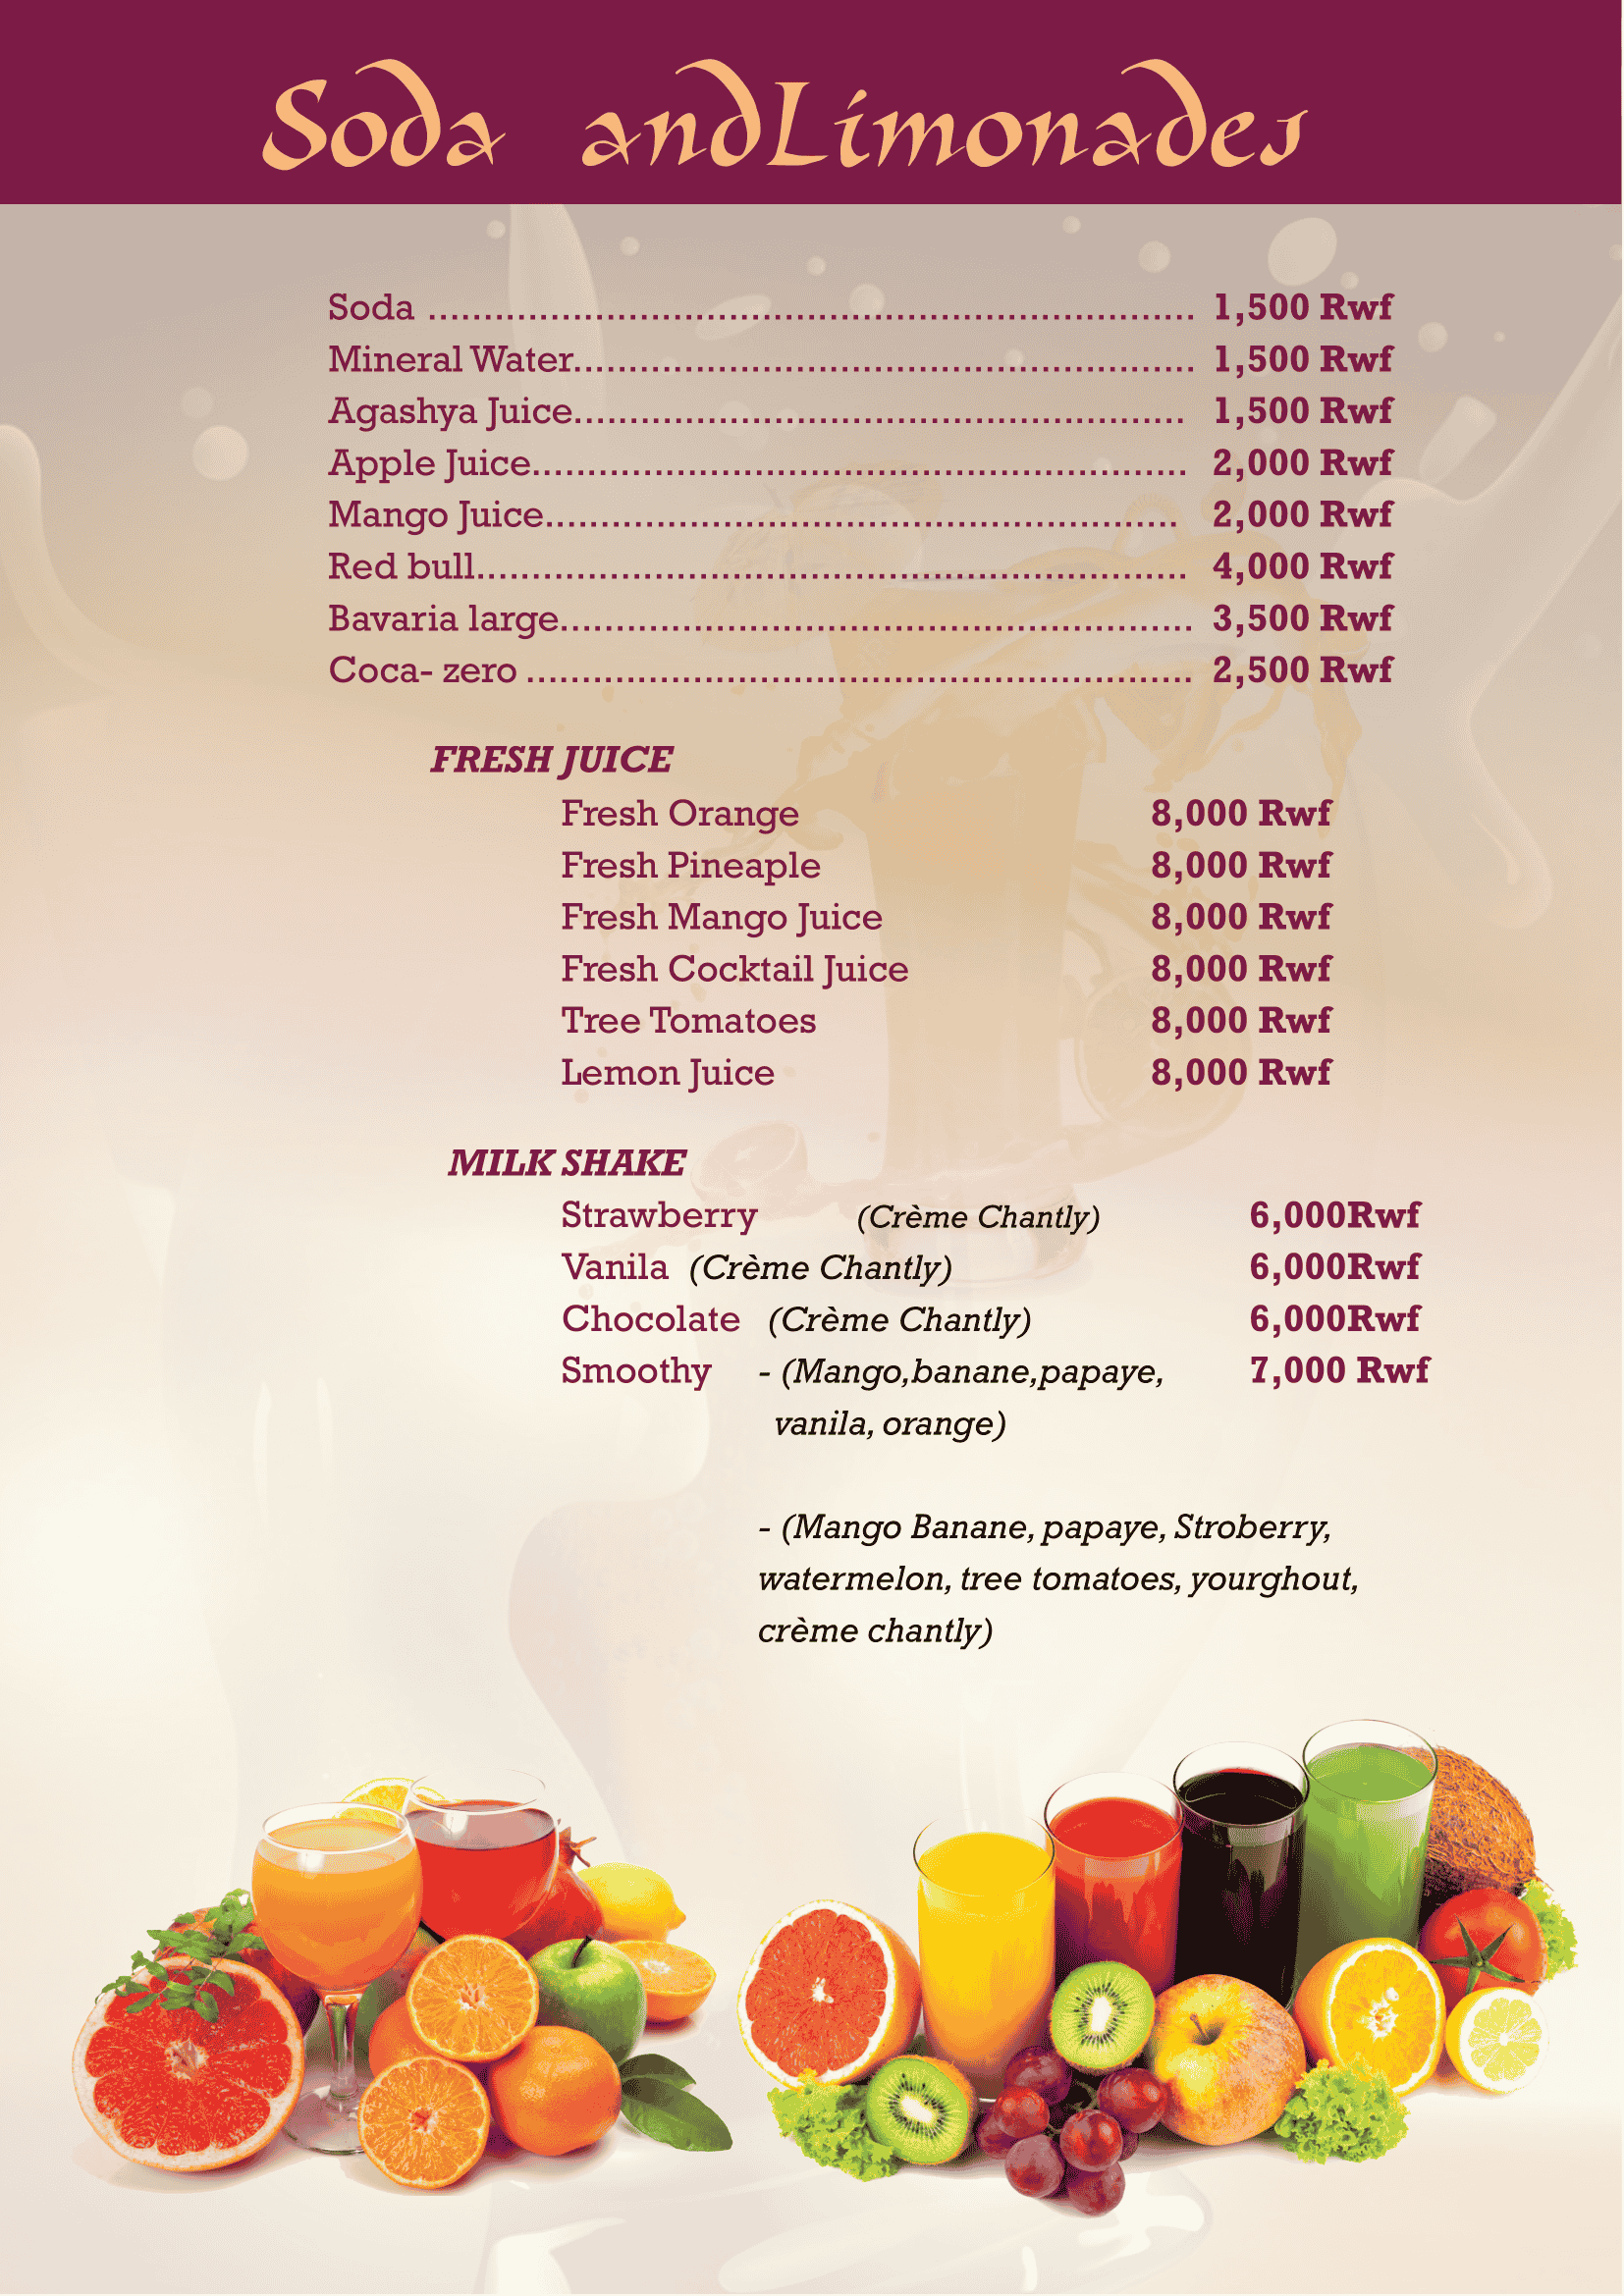 Soda andLimonades
Soda ........................................................................ 1,500 Rwf
Mineral Water.......................................................... 1,500 Rwf
Agashya Juice......................................................... 1,500 Rwf
Apple Juice............................................................. 2,000 Rwf
Mango Juice........................................................... 2,000 Rwf
Red bull.................................................................. 4,000 Rwf
Bavaria large........................................................... 3,500 Rwf
Coca- zero .............................................................. 2,500 Rwf
FRESH JUICE
Fresh Orange 8,000 Rwf
Fresh Pineaple 8,000 Rwf
Fresh Mango Juice 8,000 Rwf
Fresh Cocktail Juice 8,000 Rwf
Tree Tomatoes 8,000 Rwf
Lemon Juice 8,000 Rwf
MILK SHAKE
Strawberry (Crème Chantly) 6,000Rwf
Vanila (Crème Chantly) 6,000Rwf
Chocolate (Crème Chantly) 6,000Rwf
Smoothy - (Mango,banane,papaye, 7,000 Rwf
vanila, orange)
- (Mango Banane, papaye, Stroberry,
watermelon, tree tomatoes, yourghout,
crème chantly)